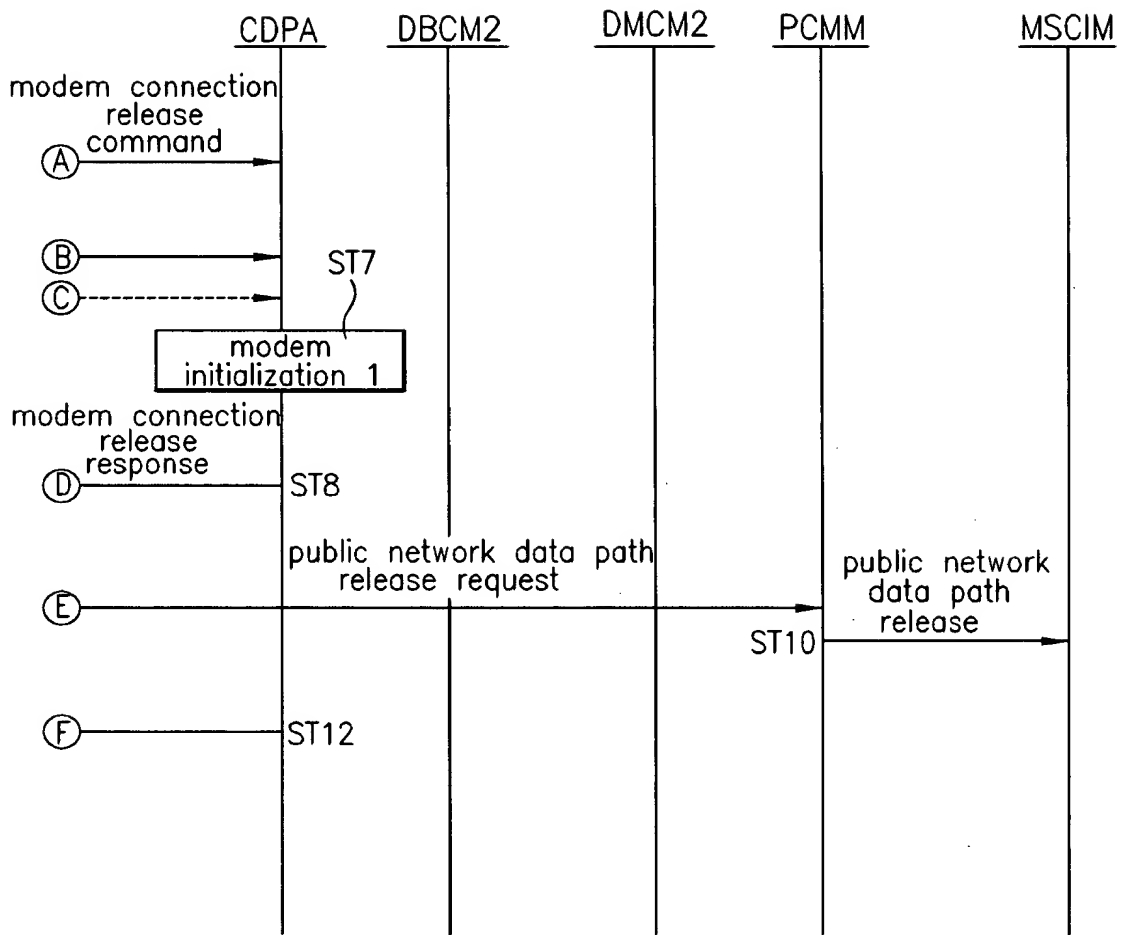 CDPA DBCM2 DMCM2 PCMM MSCIM
modem connection
release
command
A
B
ST7
C
modem
initialization 1
modem connection
release
response
D
ST8
public network data path
release request
public network
data path
release
E
ST10
F
ST12